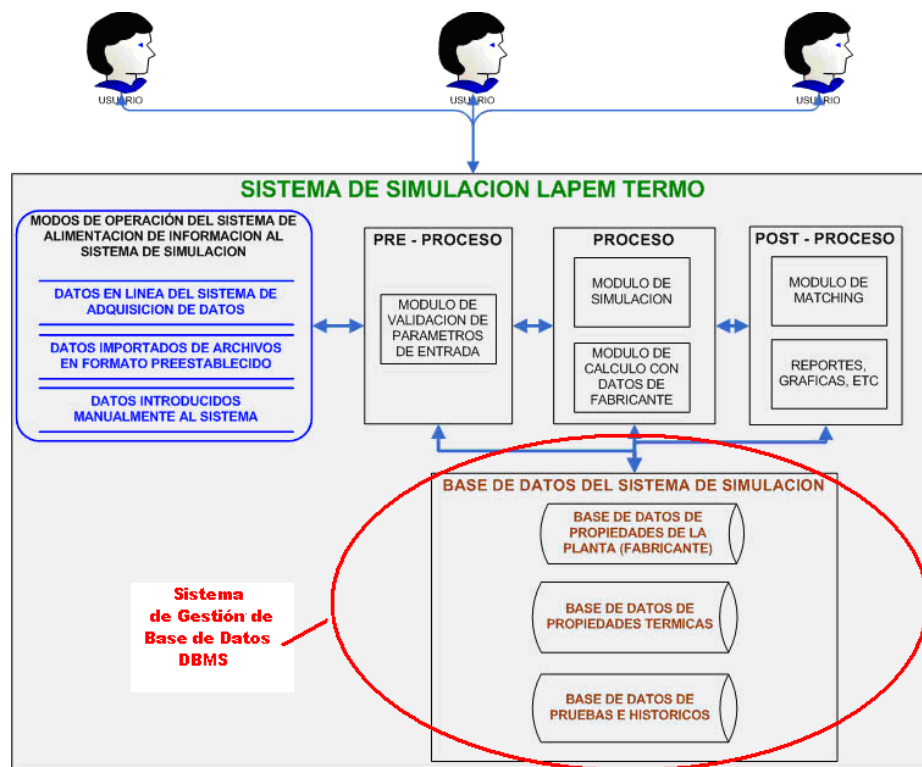 USUARIO
USUARIO
USUARIO
SISTEMA DE SIMULACION LAPEM TERMO
MODOS DE OPERACIÓN DEL SISTEMA DE
ALIMENTACION DE INFORMACION AL
SISTEMA DE SIMULACION
DATOS EN LINEA DEL SISTEMA DE
ADQUISICION DE DATOS
DATOS IMPORTADOS DE ARCHIVOS
EN FORMATO PREESTABLECIDO
DATOS INTRODUCIDOS
MANUALMENTE AL SISTEMA
PRE - PROCESO
MODULO DE
VALIDACION DE
PARAMETROS
DE ENTRADA
PROCESO
MODULO DE
SIMULACION
MODULO DE
CALCULO CON
DATOS DE
FABRICANTE
POST - PROCESO
MODULO DE
MATCHING
REPORTES,
GRAFICAS, ETC
BASE DE DATOS DEL SISTEMA DE SIMULACION
BASE DE DATOS DE
PROPIEDADES DE LA
PLANTA (FABRICANTE)
BASE DE DATOS DE
PROPIEDADES TERMICAS
BASE DE DATOS DE
PRUEBAS E HISTORICOS
Sistema
de Gestión de
Base de Datos
DBMS